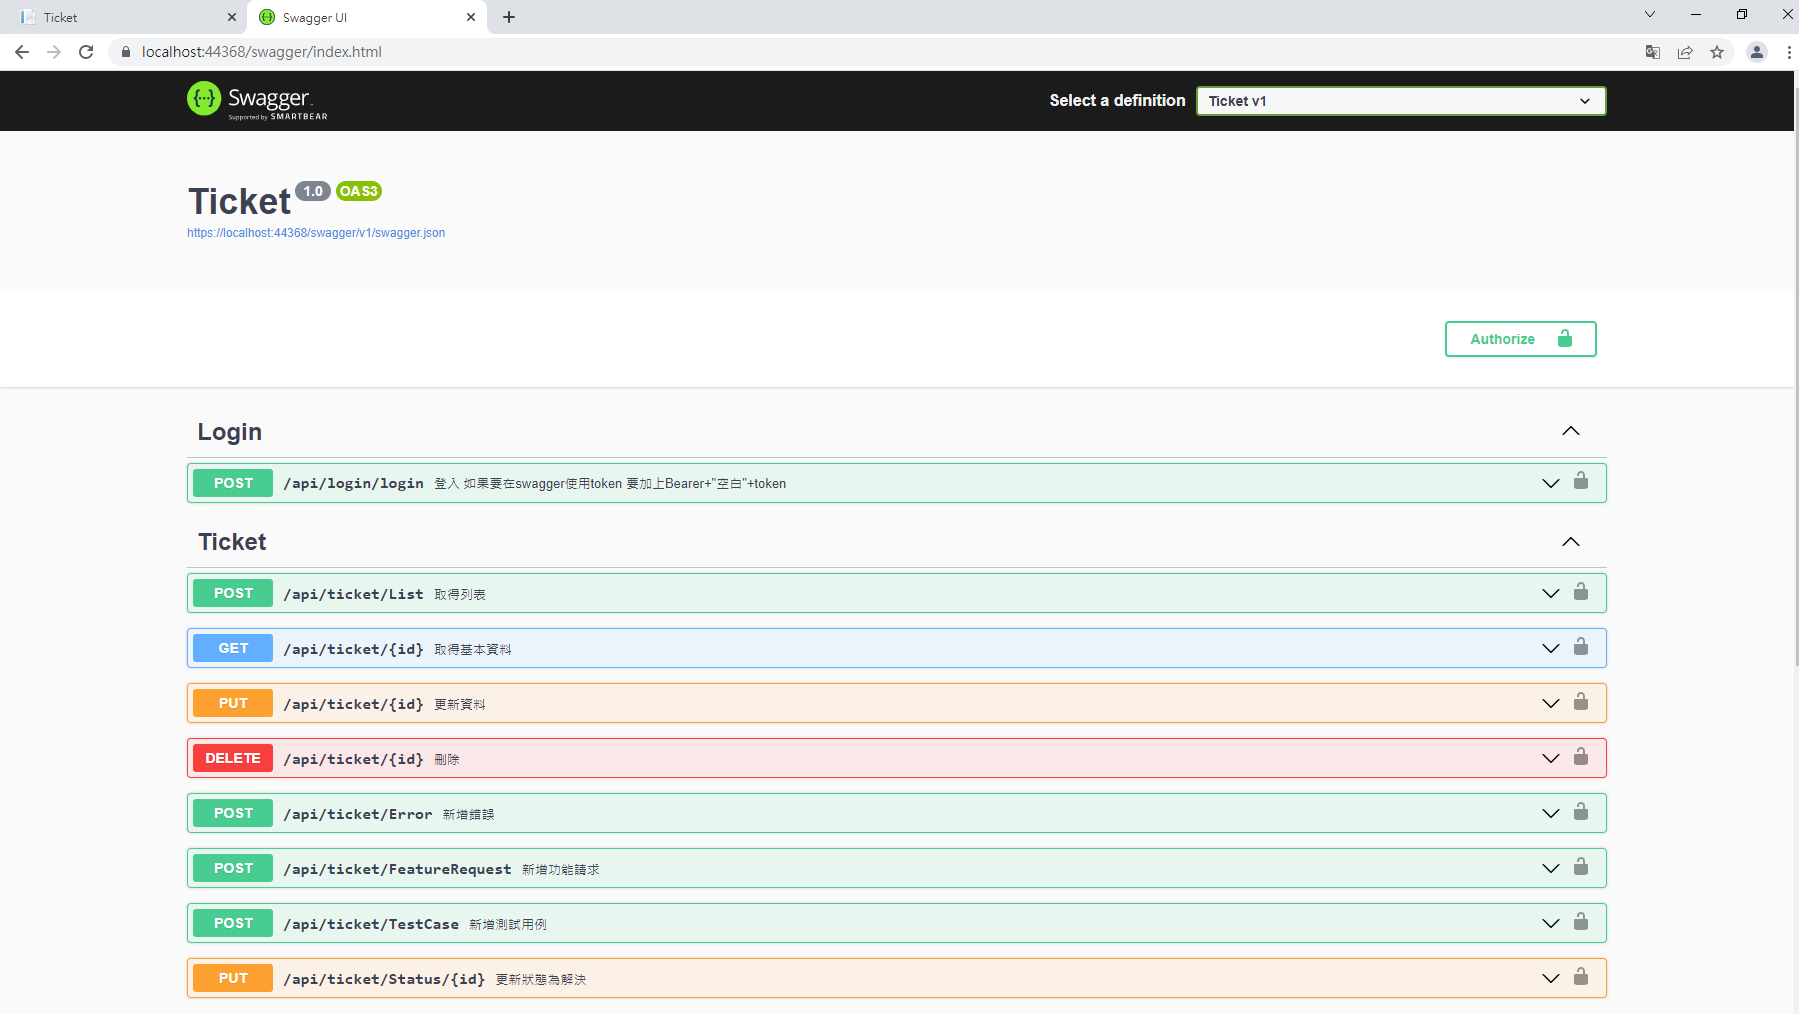 Ticket
Swagger UI
localhost:44368/swagger/index.html
Swagger
Supported by SMARTBEAR
Select a definition
Ticket v1
Ticket 1.0 OAS3
https://localhost:44368/swagger/v1/swagger.json
Authorize
Login
POST /api/login/login 登入 如果要在swagger使用token 要加上Bearer+"空白"+token
Ticket
POST /api/ticket/List 取得列表
GET /api/ticket/{id} 取得基本資料
PUT /api/ticket/{id} 更新資料
DELETE /api/ticket/{id} 刪除
POST /api/ticket/Error 新增錯誤
POST /api/ticket/FeatureRequest 新增功能請求
POST /api/ticket/TestCase 新增測試用例
PUT /api/ticket/Status/{id} 更新狀態為解決